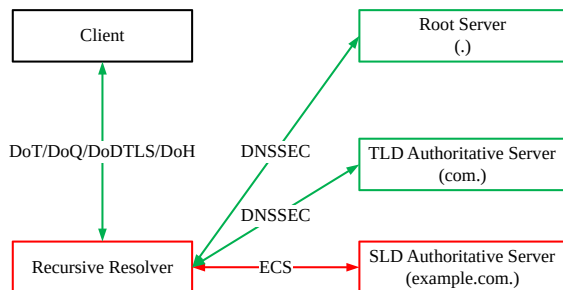 Client
Root Server
(.)
DoT/DoQ/DoDTLS/DoH
DNSSEC
TLD Authoritative Server
(com.)
DNSSEC
Recursive Resolver
ECS
SLD Authoritative Server
(example.com.)